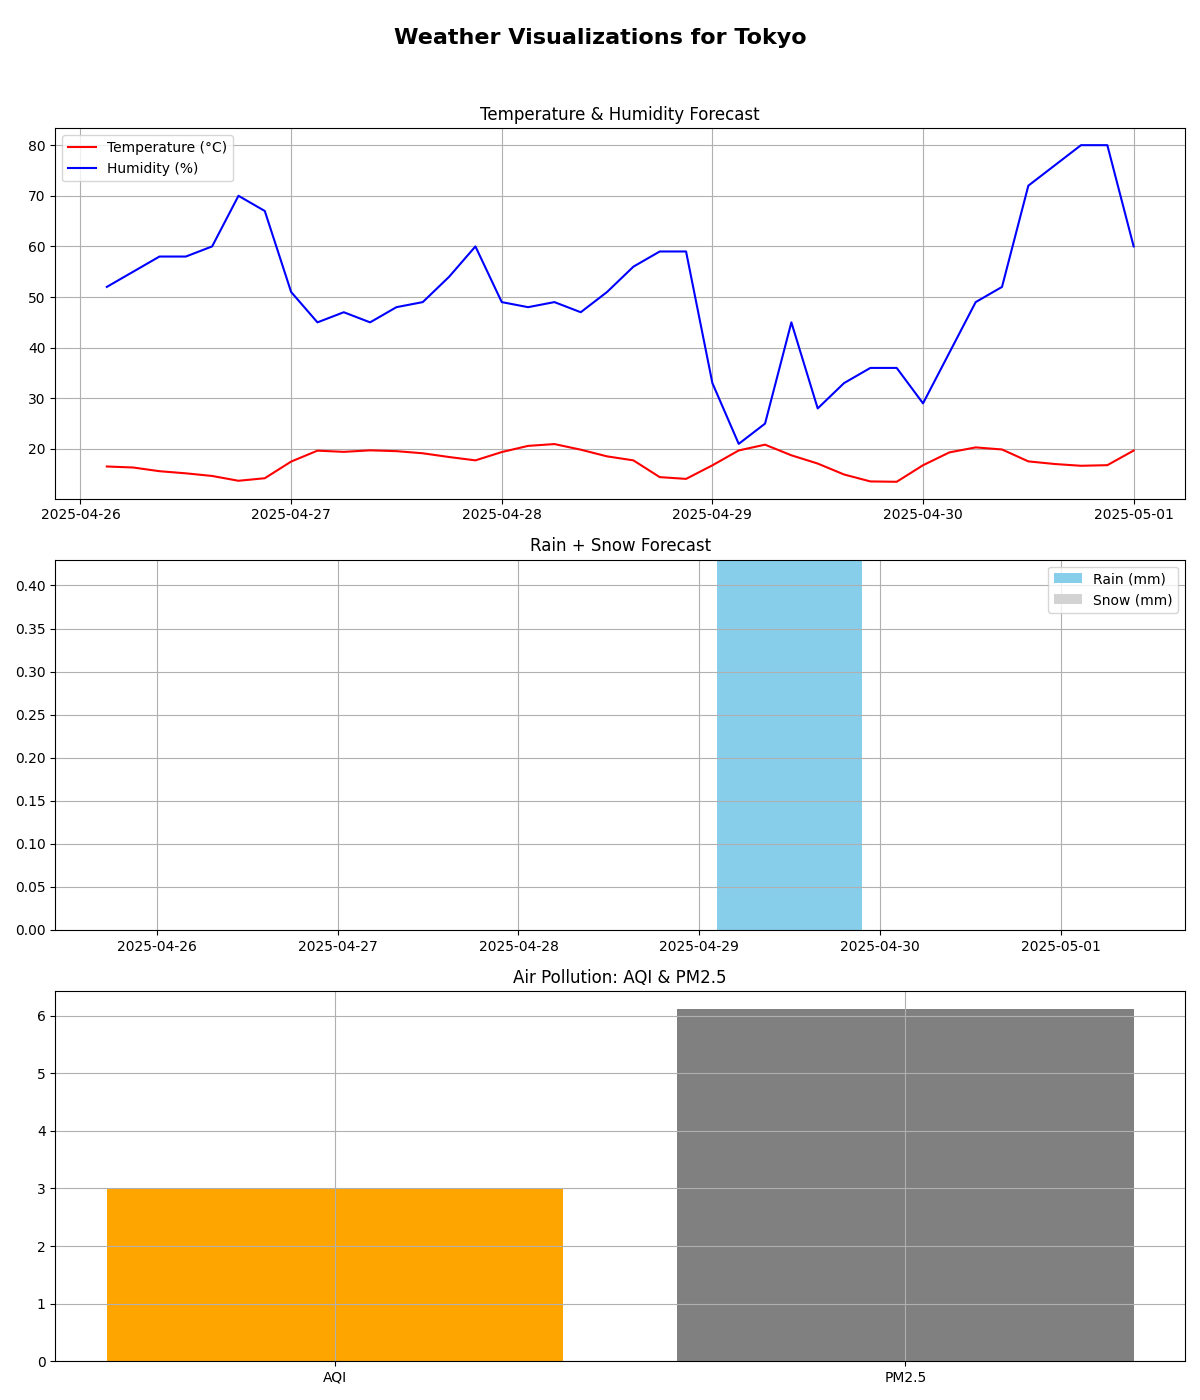 Weather Visualizations for Tokyo
Temperature & Humidity Forecast
Temperature (°C)
Humidity (%)
80
70
60
50
40
30
20
2025-04-26 2025-04-27 2025-04-28 2025-04-29 2025-04-30 2025-05-01
Rain + Snow Forecast
Rain (mm)
Snow (mm)
0.40
0.35
0.30
0.25
0.20
0.15
0.10
0.05
0.00
2025-04-26 2025-04-27 2025-04-28 2025-04-29 2025-04-30 2025-05-01
Air Pollution: AQI & PM2.5
6
5
4
3
2
1
0
AQI PM2.5